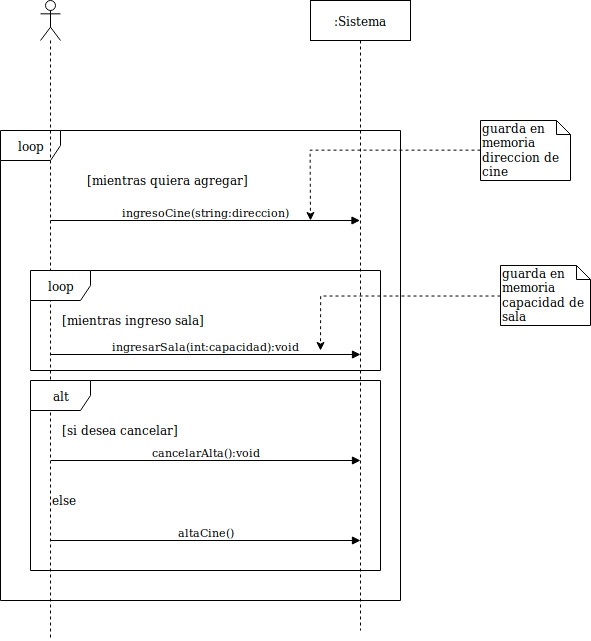 :Sistema
guarda en
memoria
direccion de
cine
loop
[mientras quiera agregar]
ingresoCine(string:direccion)
guarda en
memoria
capacidad de
sala
loop
[mientras ingreso sala]
ingresarSala(int:capacidad):void
alt
[si desea cancelar]
cancelarAlta():void
else
altaCine()